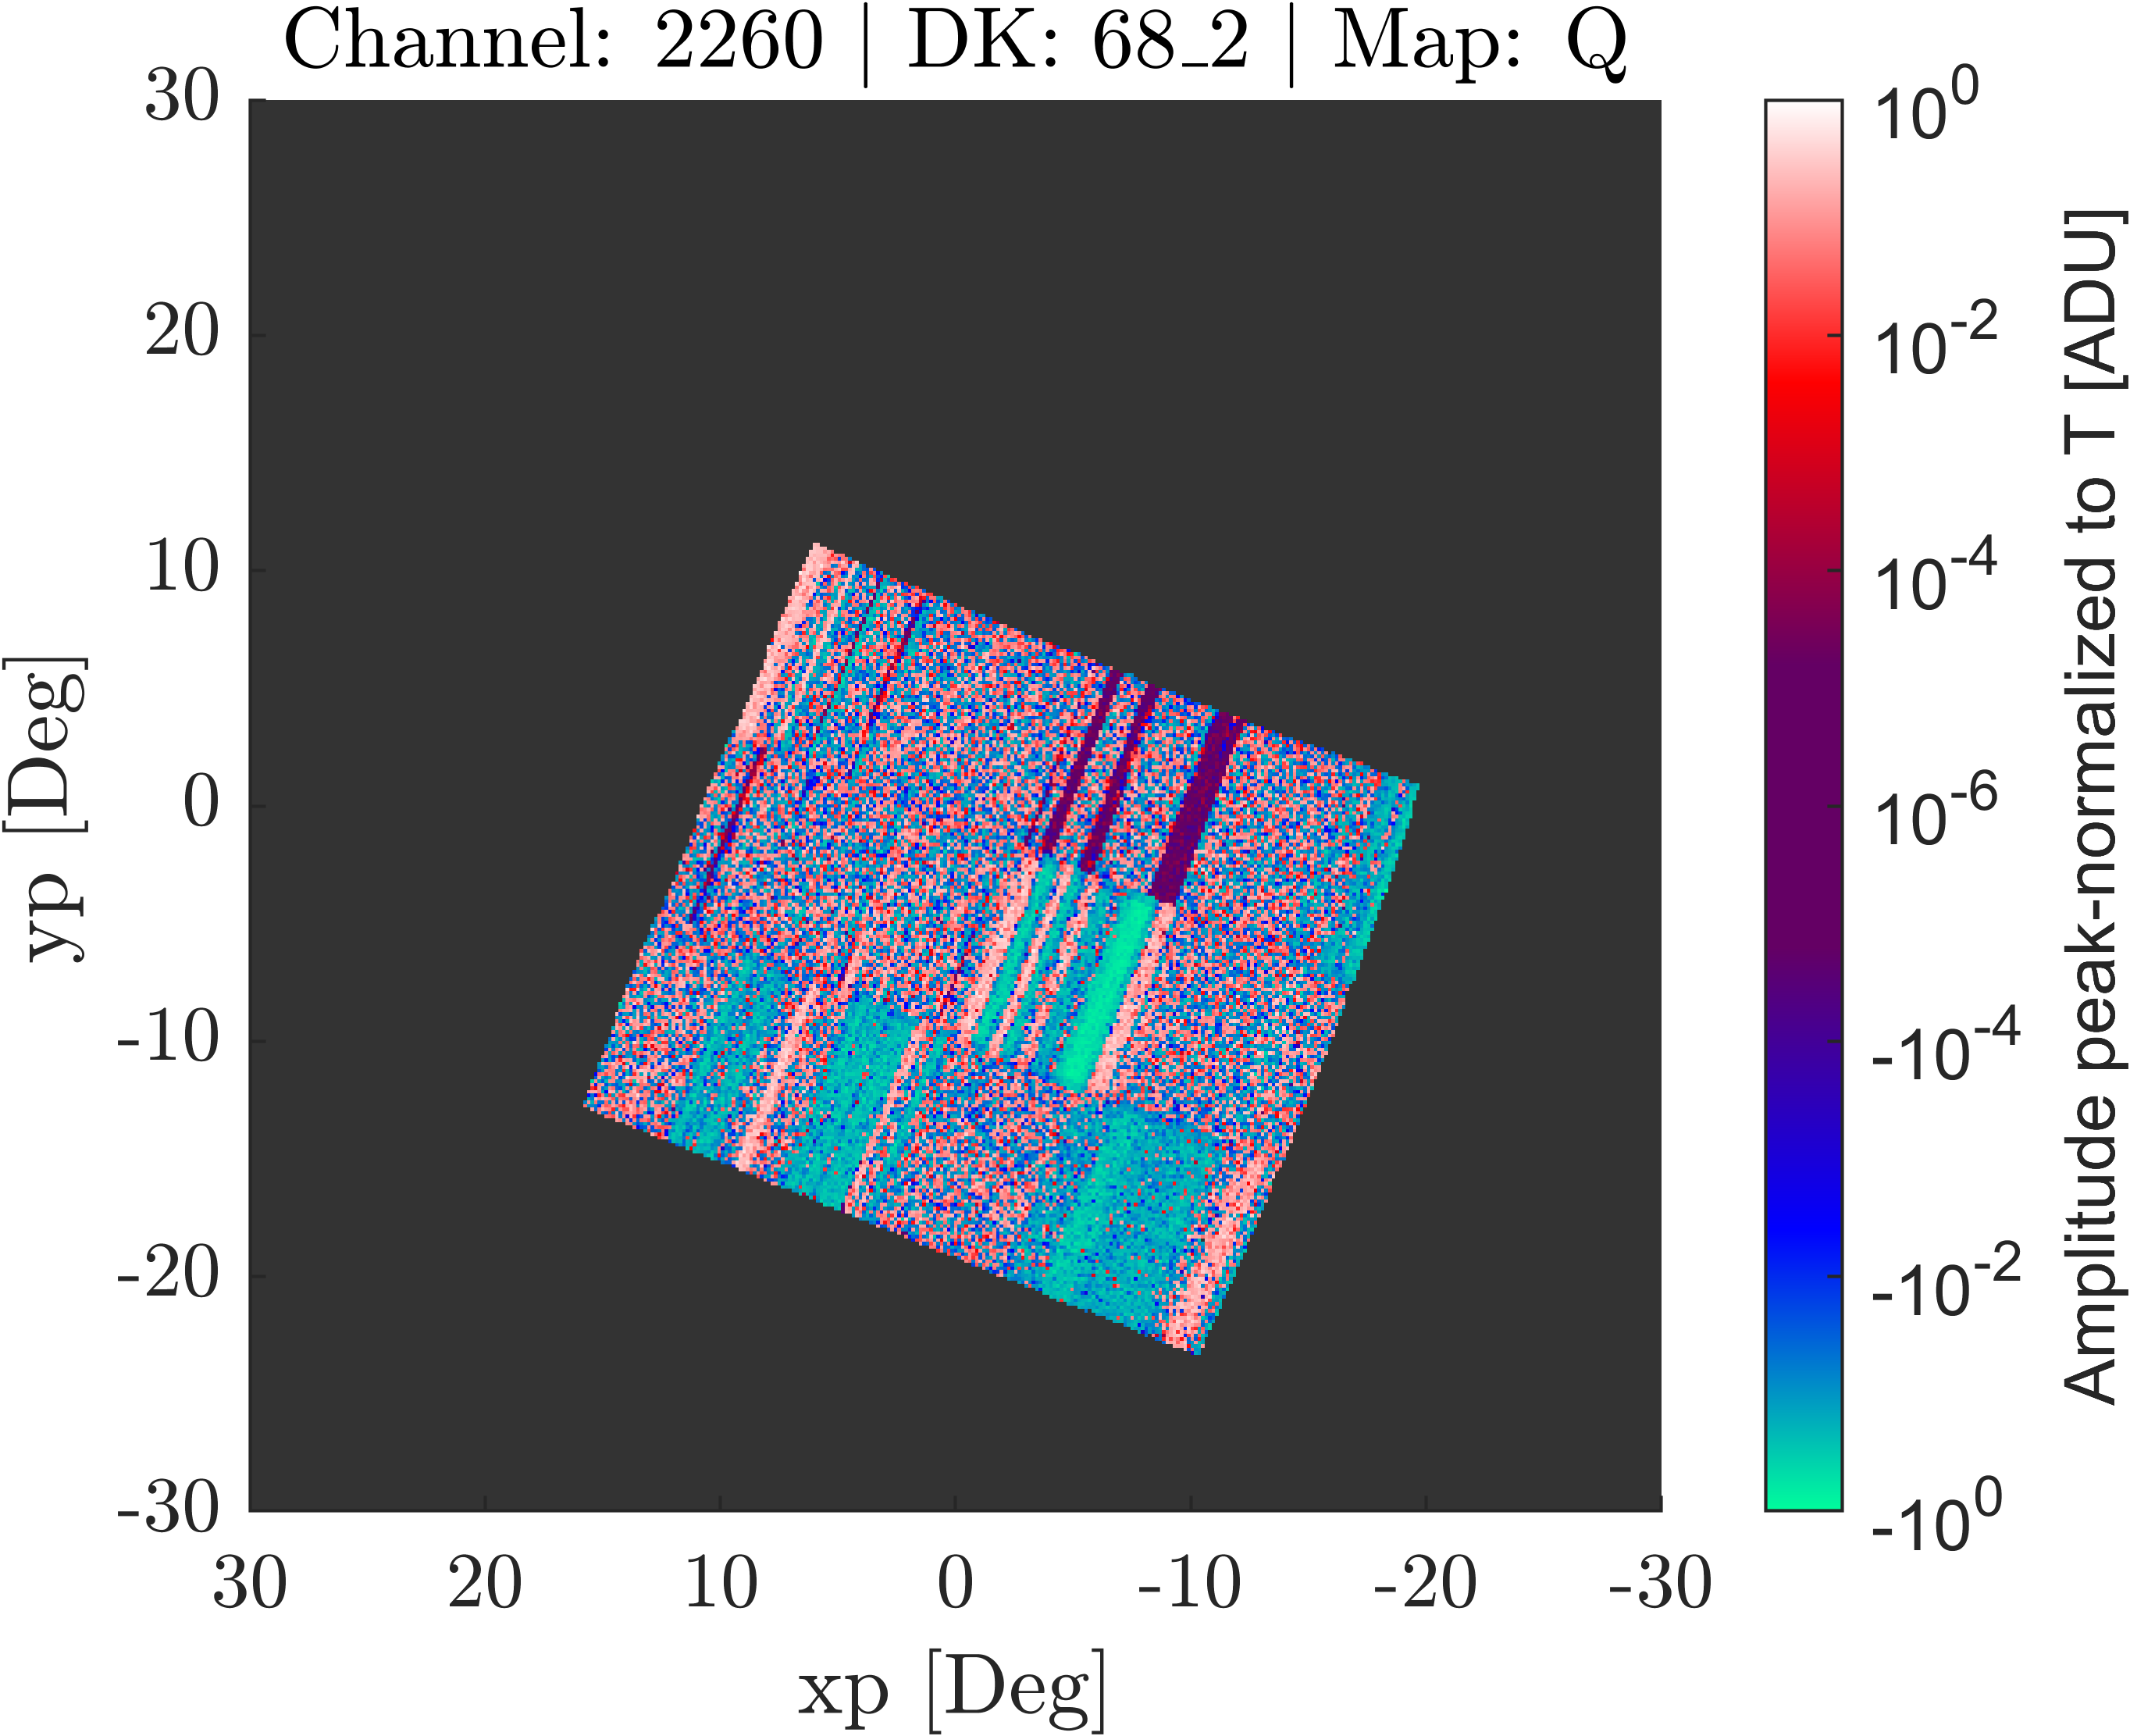 Channel: 2260 | DK: 68_2 | Map: Q
30
20
10
0
-10
-20
-30
yp [Deg]
30 20 10 0 -10 -20 -30
xp [Deg]
10^0
10^-2
10^-4
10^-6
-10^-4
-10^-2
-10^0
Amplitude peak-normalized to T [ADU]